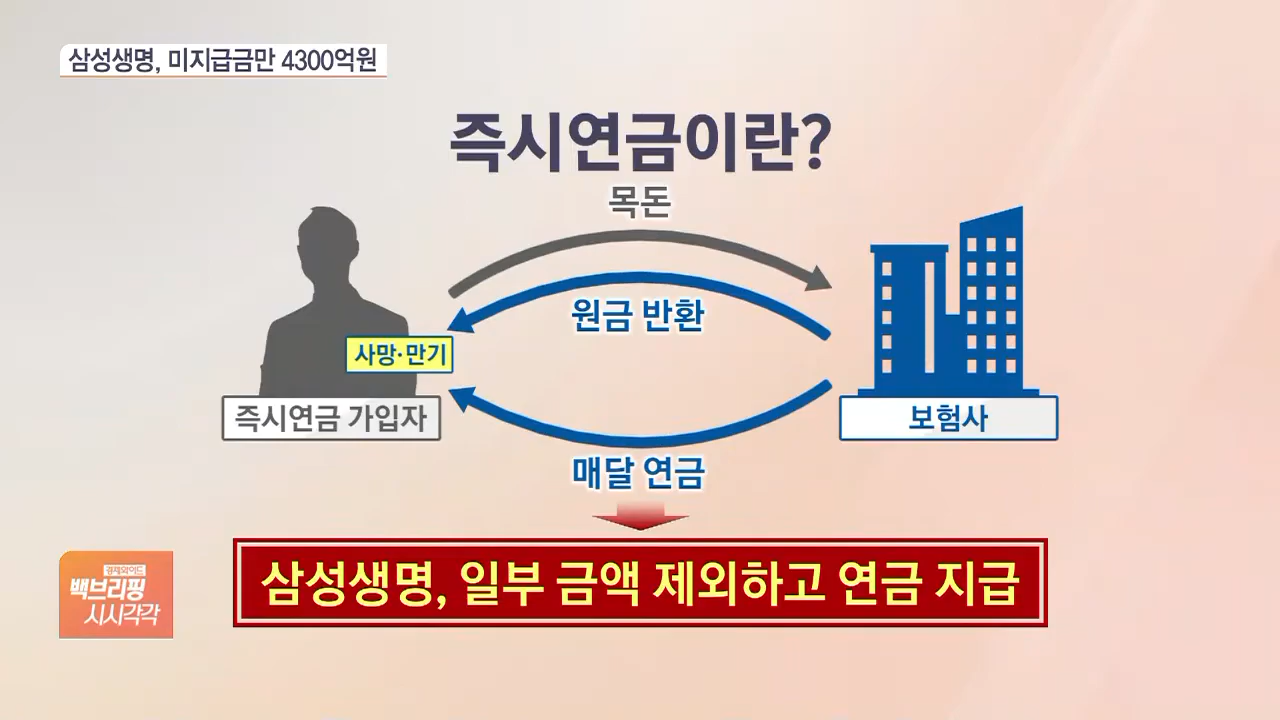 삼성생명, 미지급금만 4300억원
즉시연금이란?
목돈
원금 반환
사망·만기
즉시연금 가입자
보험사
매달 연금
삼성생명, 일부 금액 제외하고 연금 지급
경제와이드
백브리핑
시시각각